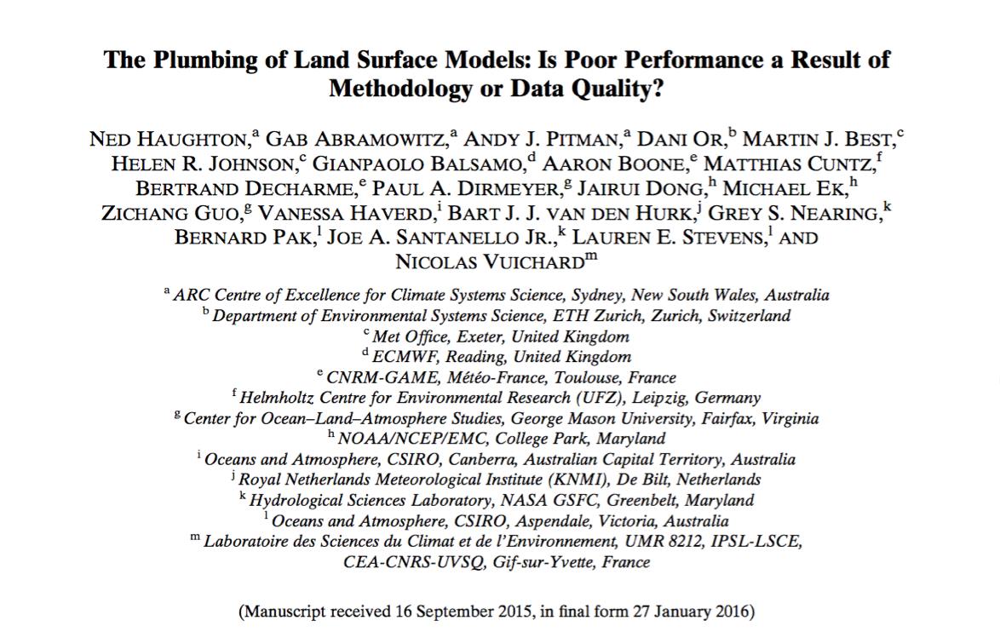 The Plumbing of Land Surface Models: Is Poor Performance a Result of
Methodology or Data Quality?
NED HAUGHTON,ᵃ GAB ABRAMOWITZ,ᵃ ANDY J. PITMAN,ᵃ DANI OR,ᵇ MARTIN J. BEST,ᶜ
HELEN R. JOHNSON,ᶜ GIANPAOLO BALSAMO,ᵈ AARON BOONE,ᵉ MATTHIAS CUNTZ,ᶠ
BERTRAND DECHARME,ᵉ PAUL A. DIRMEYER,ᵍ JAIRUI DONG,ʰ MICHAEL EK,ʰ
ZICHANG GUO,ᵍ VANESSA HAVERD,ⁱ BART J. J. VAN DEN HURK,ʲ GREY S. NEARING,ᵏ
BERNARD PAK,ˡ JOE A. SANTANELLO JR.,ᵏ LAUREN E. STEVENS,ˡ AND
NICOLAS VUICHARDᵐ
ᵃ ARC Centre of Excellence for Climate Systems Science, Sydney, New South Wales, Australia
ᵇ Department of Environmental Systems Science, ETH Zurich, Zurich, Switzerland
ᶜ Met Office, Exeter, United Kingdom
ᵈ ECMWF, Reading, United Kingdom
ᵉ CNRM-GAME, Météo-France, Toulouse, France
ᶠ Helmholtz Centre for Environmental Research (UFZ), Leipzig, Germany
ᵍ Center for Ocean–Land–Atmosphere Studies, George Mason University, Fairfax, Virginia
ʰ NOAA/NCEP/EMC, College Park, Maryland
ⁱ Oceans and Atmosphere, CSIRO, Canberra, Australian Capital Territory, Australia
ʲ Royal Netherlands Meteorological Institute (KNMI), De Bilt, Netherlands
ᵏ Hydrological Sciences Laboratory, NASA GSFC, Greenbelt, Maryland
ˡ Oceans and Atmosphere, CSIRO, Aspendale, Victoria, Australia
ᵐ Laboratoire des Sciences du Climat et de l’Environnement, UMR 8212, IPSL-LSCE,
CEA-CNRS-UVSQ, Gif-sur-Yvette, France
(Manuscript received 16 September 2015, in final form 27 January 2016)